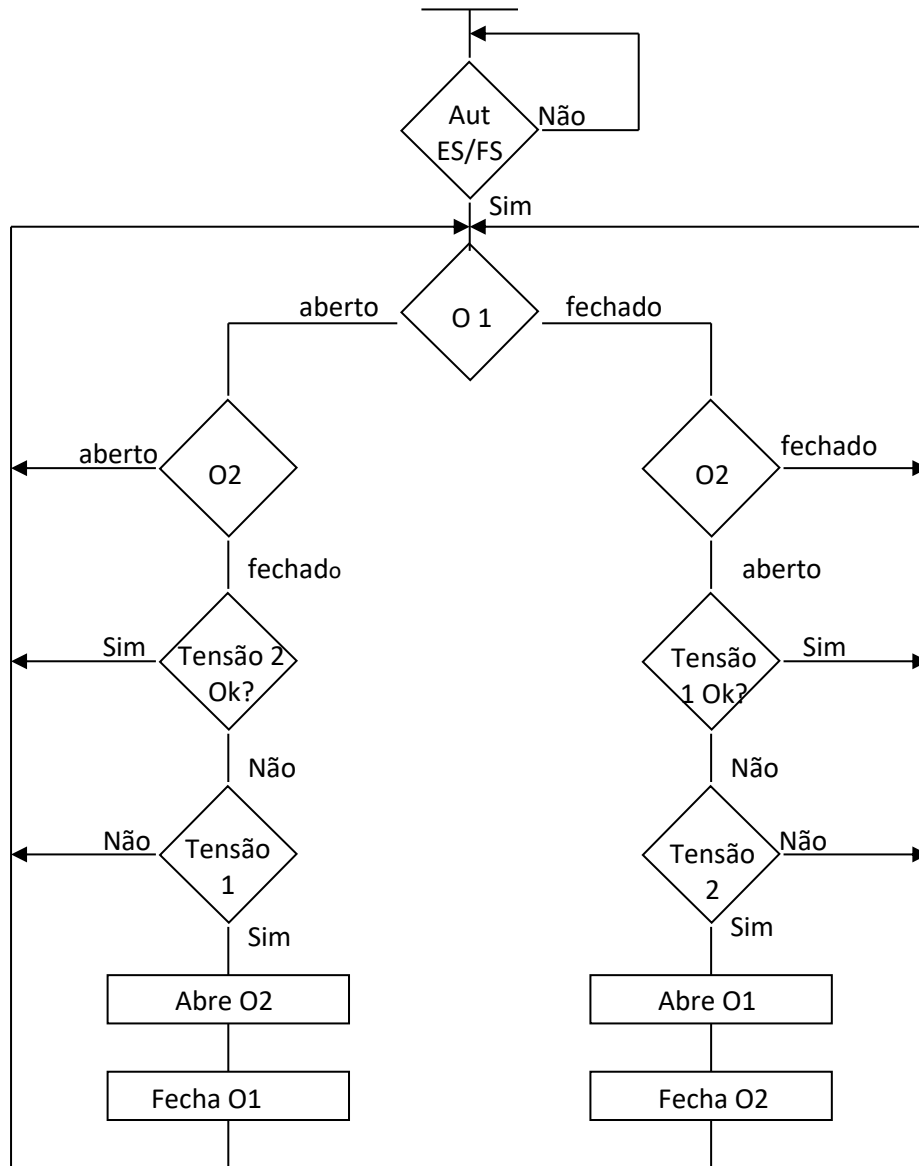 Aut
ES/FS
Não
Sim
aberto
O 1
fechado
aberto
O2
O2
fechado
fechado
aberto
Sim
Tensão 2
Ok?
Tensão
1 Ok?
Sim
Não
Não
Não
Tensão
1
Tensão
2
Não
Sim
Sim
Abre O2
Abre O1
Fecha O1
Fecha O2